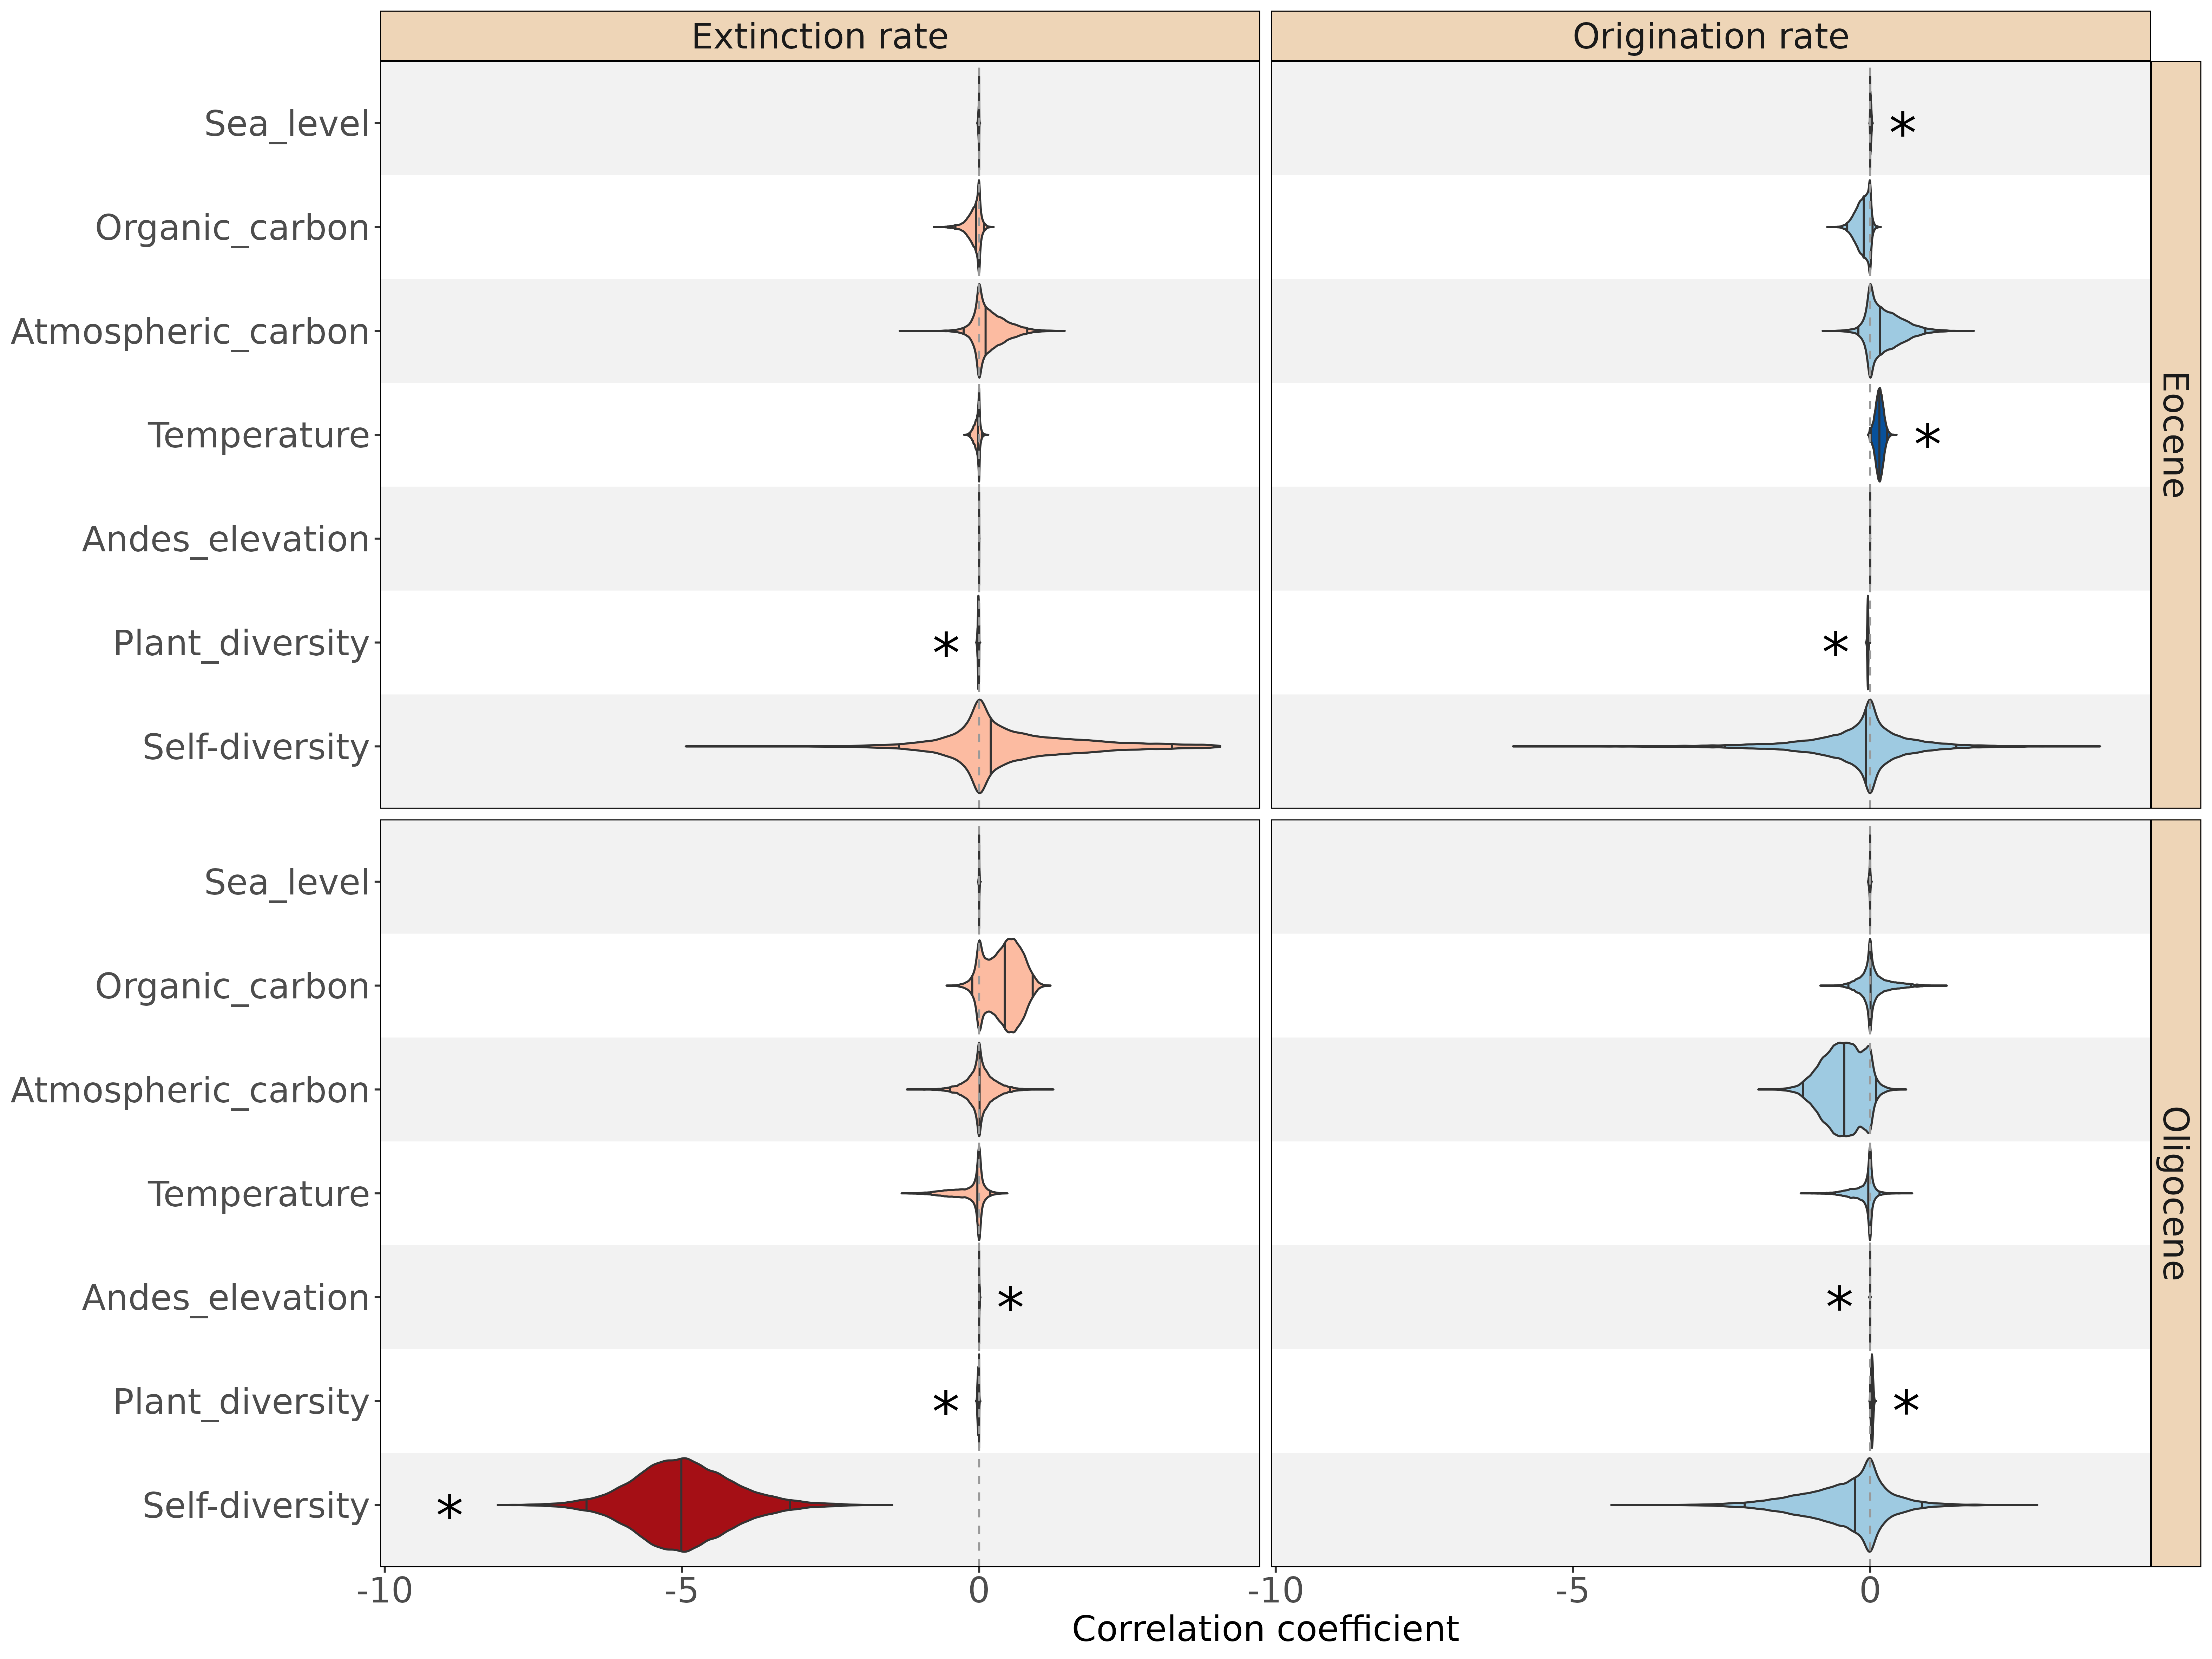 Extinction rate
Origination rate
Sea_level
*
Organic_carbon
Atmospheric_carbon
Temperature
*
Andes_elevation
Plant_diversity
*
*
Self-diversity
Eocene
Sea_level
Organic_carbon
Atmospheric_carbon
Temperature
Andes_elevation
*
*
Plant_diversity
*
*
Self-diversity
*
Oligocene
-10
-5
0
-10
-5
0
Correlation coefficient